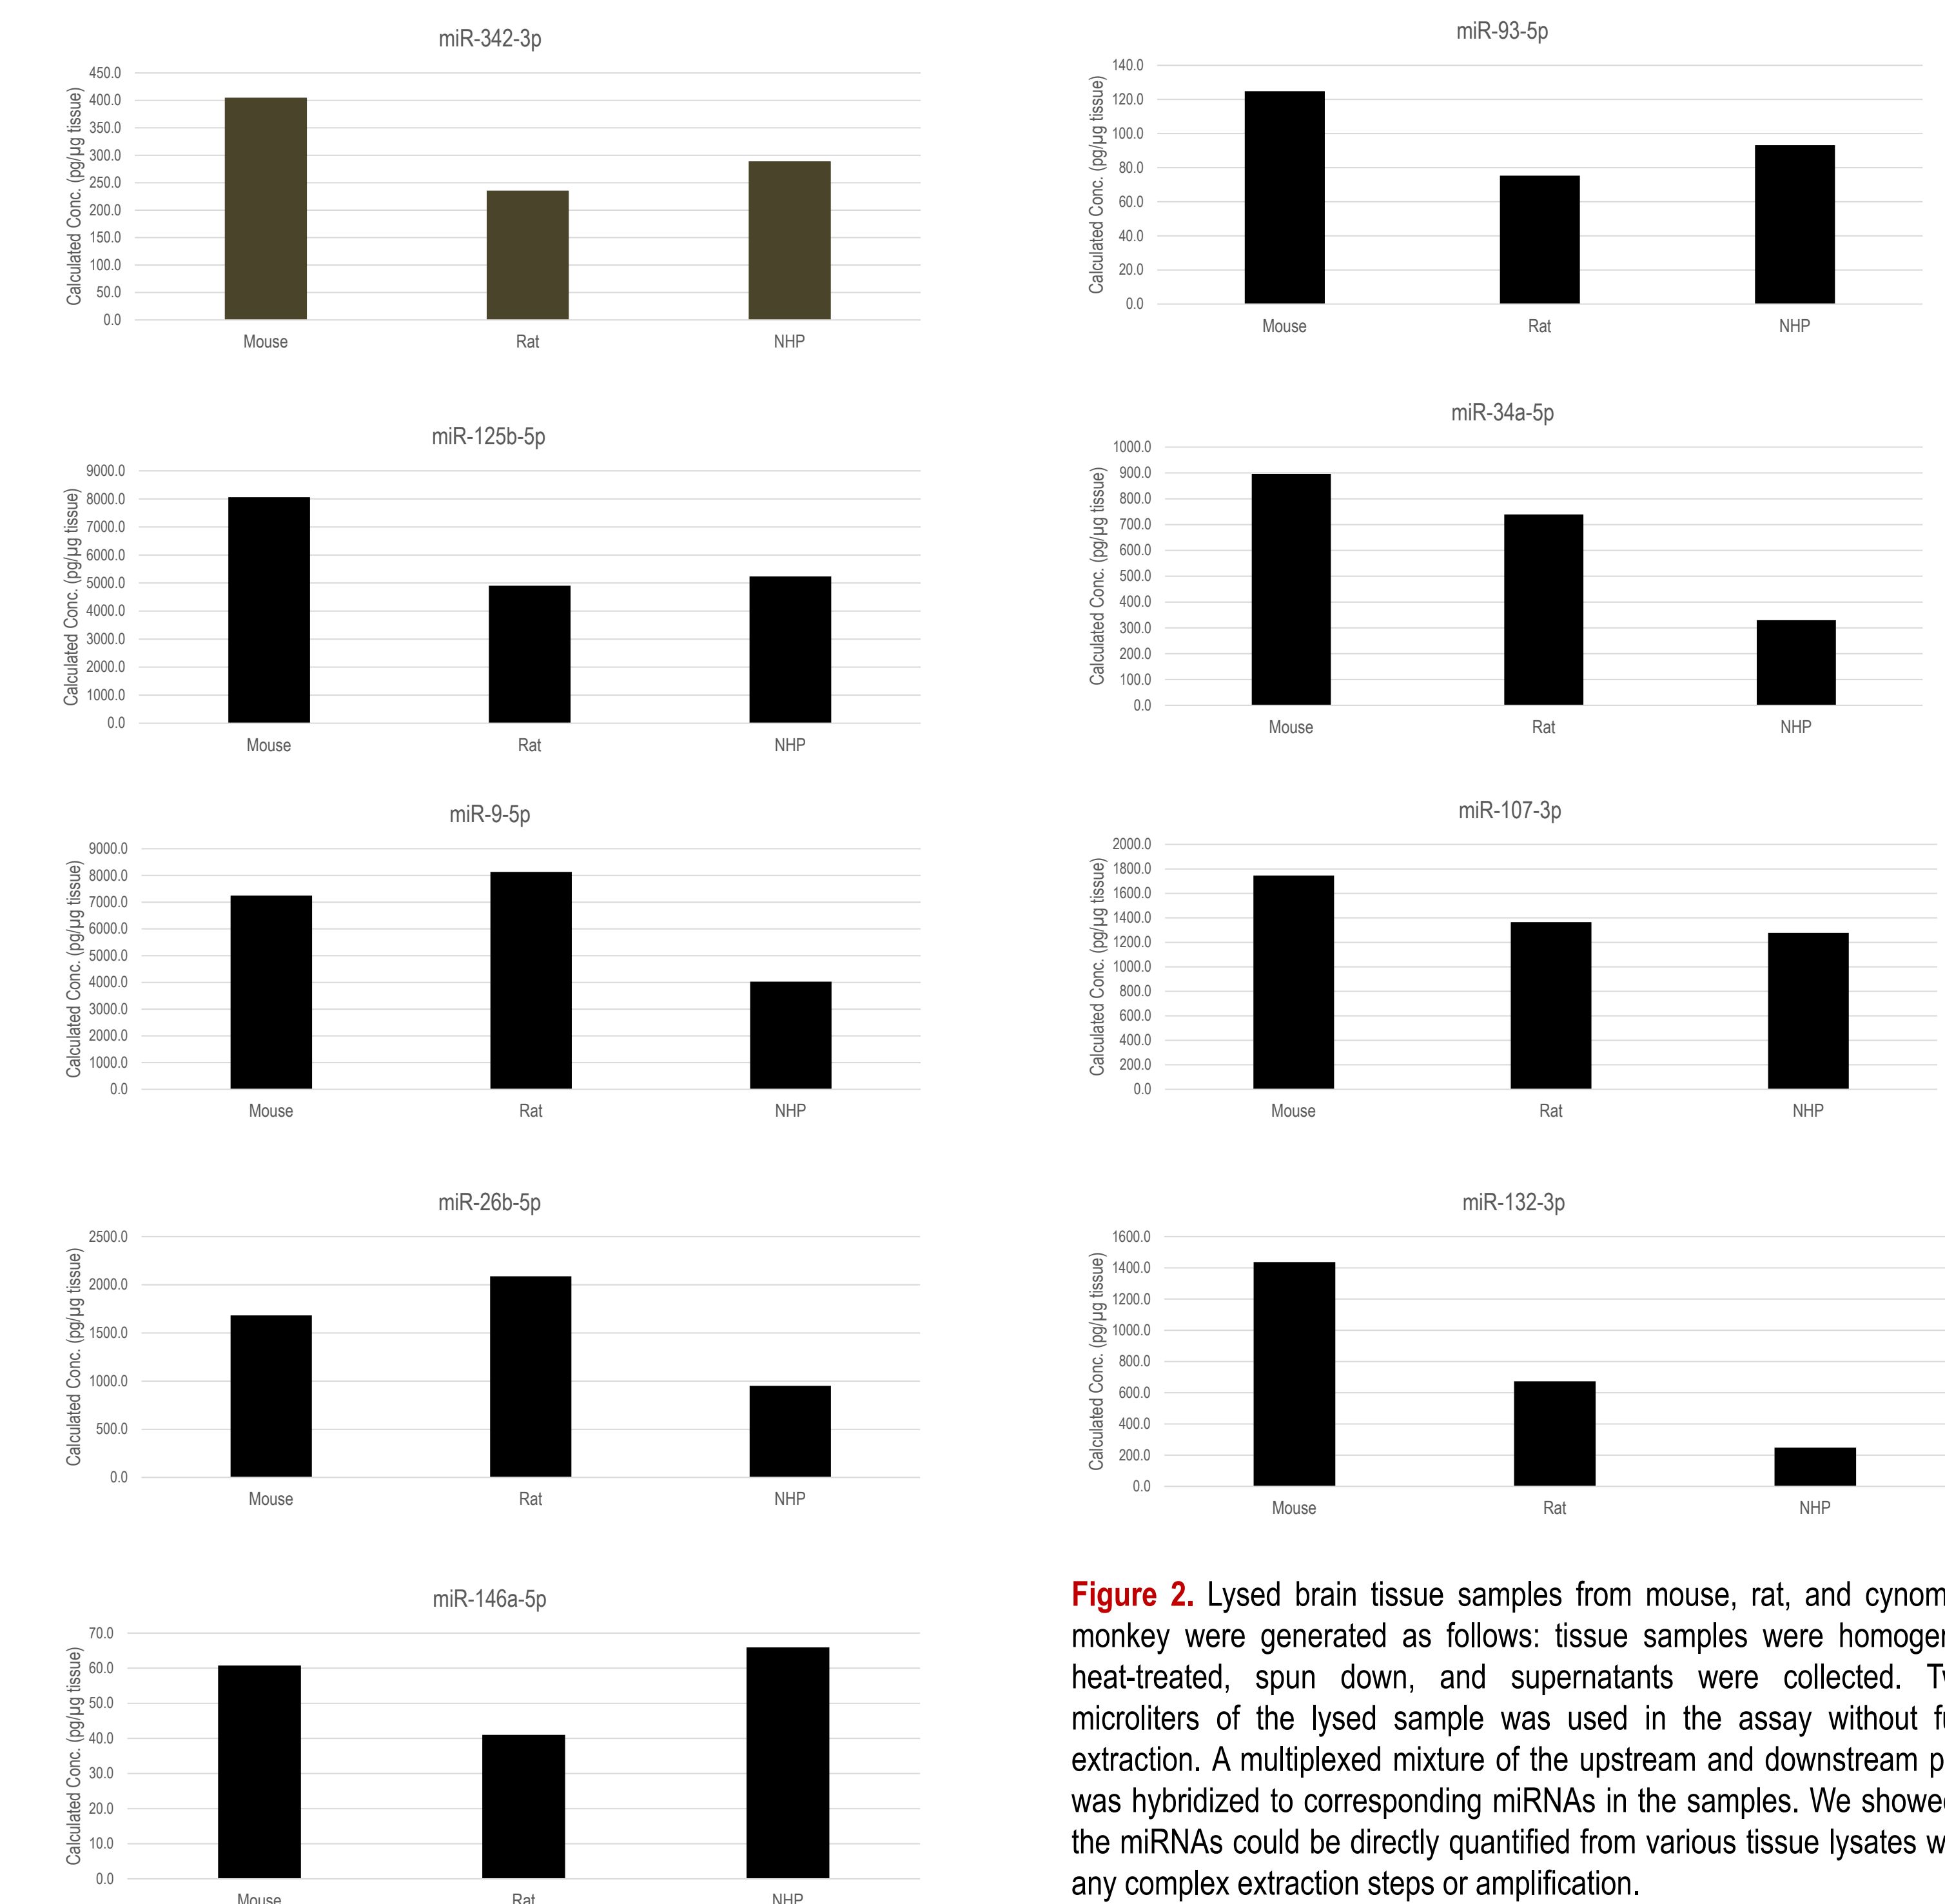 miR-342-3p
Calculated Conc. (pg/µg tissue)
450.0
400.0
350.0
300.0
250.0
200.0
150.0
100.0
50.0
0.0
Mouse Rat NHP
miR-125b-5p
Calculated Conc. (pg/µg tissue)
9000.0
8000.0
7000.0
6000.0
5000.0
4000.0
3000.0
2000.0
1000.0
0.0
Mouse Rat NHP
miR-9-5p
Calculated Conc. (pg/µg tissue)
9000.0
8000.0
7000.0
6000.0
5000.0
4000.0
3000.0
2000.0
1000.0
0.0
Mouse Rat NHP
miR-26b-5p
Calculated Conc. (pg/µg tissue)
2500.0
2000.0
1500.0
1000.0
500.0
0.0
Mouse Rat NHP
miR-146a-5p
Calculated Conc. (pg/µg tissue)
70.0
60.0
50.0
40.0
30.0
20.0
10.0
0.0
Mouse Rat NHP
miR-93-5p
Calculated Conc. (pg/µg tissue)
140.0
120.0
100.0
80.0
60.0
40.0
20.0
0.0
Mouse Rat NHP
miR-34a-5p
Calculated Conc. (pg/µg tissue)
1000.0
900.0
800.0
700.0
600.0
500.0
400.0
300.0
200.0
100.0
0.0
Mouse Rat NHP
miR-107-3p
Calculated Conc. (pg/µg tissue)
2000.0
1800.0
1600.0
1400.0
1200.0
1000.0
800.0
600.0
400.0
200.0
0.0
Mouse Rat NHP
miR-132-3p
Calculated Conc. (pg/µg tissue)
1600.0
1400.0
1200.0
1000.0
800.0
600.0
400.0
200.0
0.0
Mouse Rat NHP
Figure 2. Lysed brain tissue samples from mouse, rat, and cynom
monkey were generated as follows: tissue samples were homogen
heat-treated, spun down, and supernatants were collected. Tw
microliters of the lysed sample was used in the assay without fu
extraction. A multiplexed mixture of the upstream and downstream p
was hybridized to corresponding miRNAs in the samples. We showed
the miRNAs could be directly quantified from various tissue lysates w
any complex extraction steps or amplification.